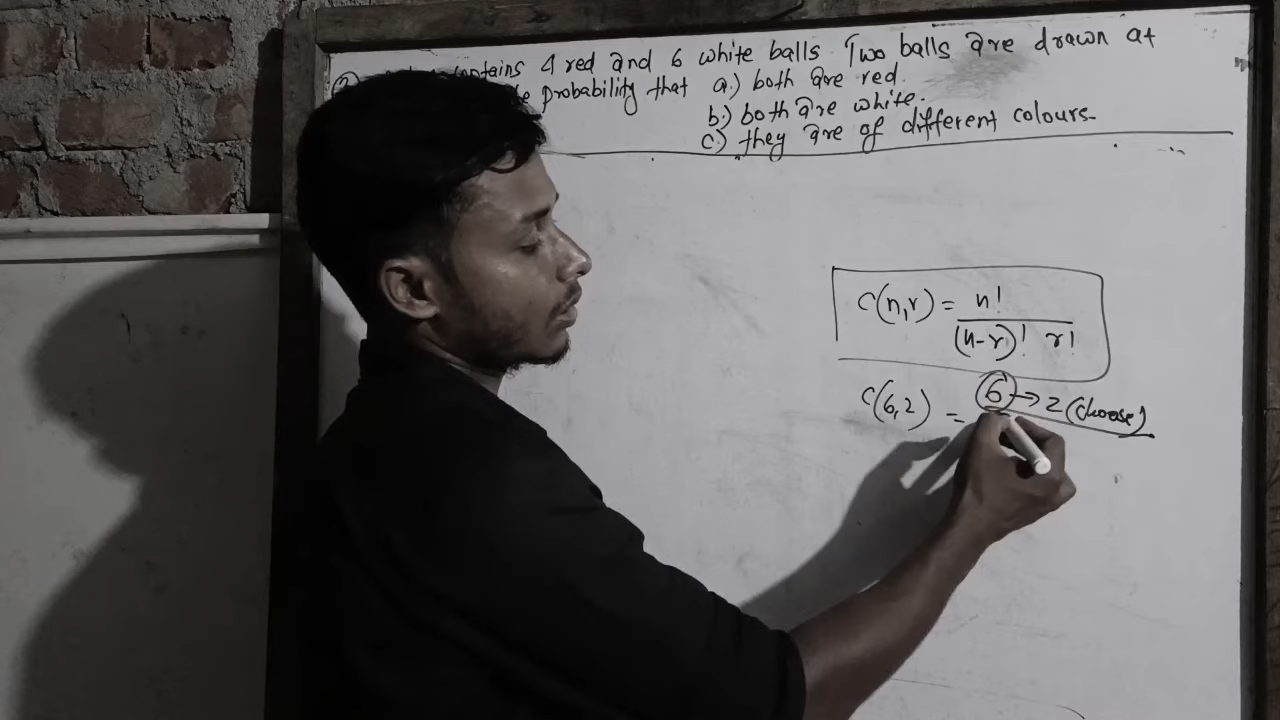 contains 4 red and 6 white balls. Two balls are drawn at
probability that a.) both are red.
b.) both are white.
c.) they are of different colours.
C(n,r) = n!
(n-r)! r!
C(6,2) = 6 → 2 (choose)